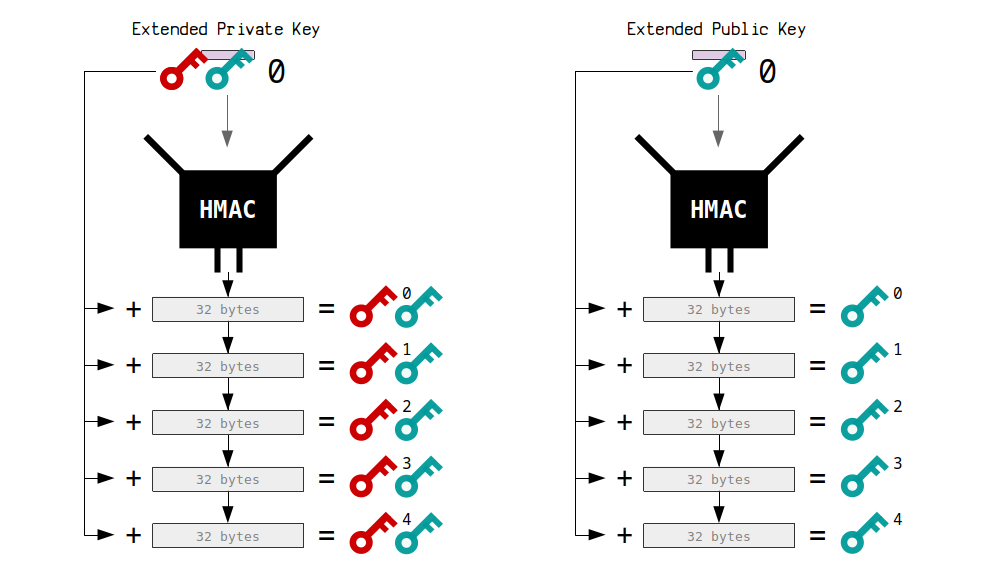 Extended Private Key
0
HMAC
+ 32 bytes = 0
+ 32 bytes = 1
+ 32 bytes = 2
+ 32 bytes = 3
+ 32 bytes = 4
Extended Public Key
0
HMAC
+ 32 bytes = 0
+ 32 bytes = 1
+ 32 bytes = 2
+ 32 bytes = 3
+ 32 bytes = 4